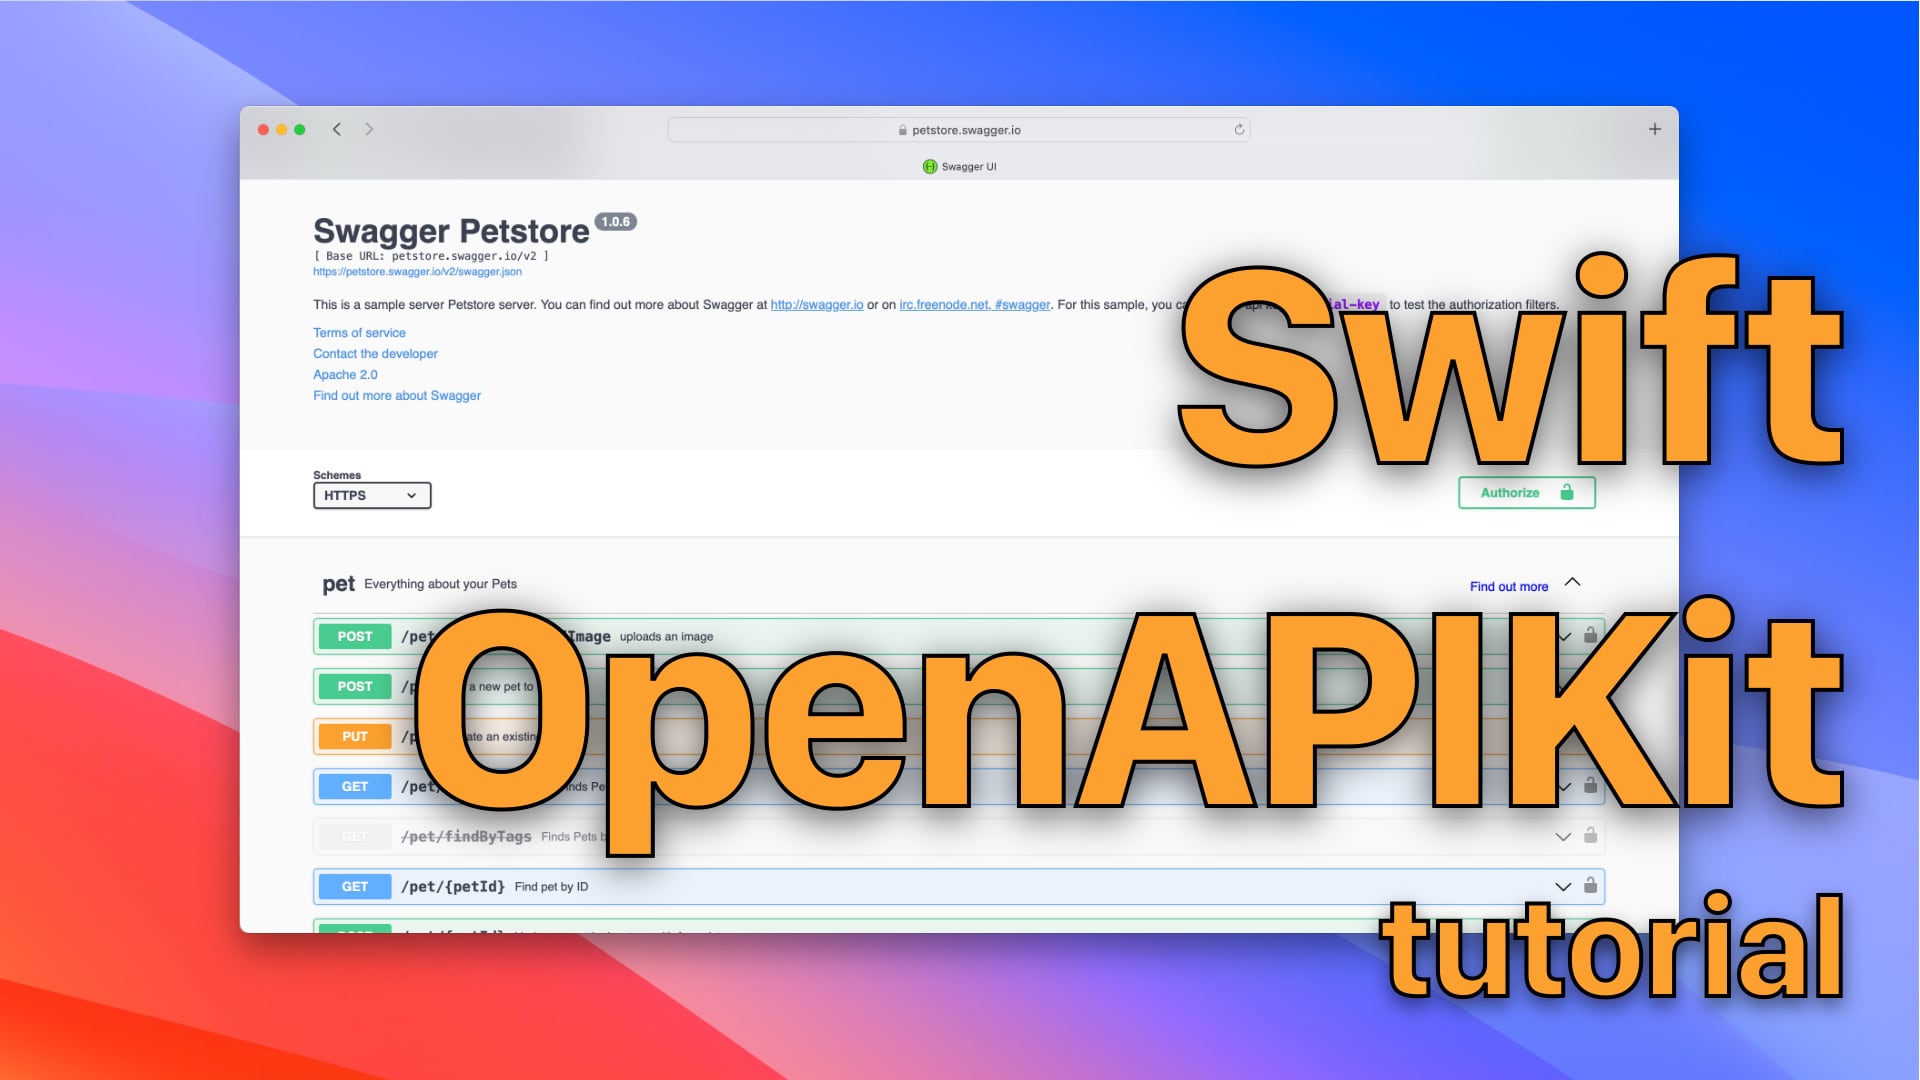 petstore.swagger.io
Swagger UI
Swagger Petstore 1.0.6
[ Base URL: petstore.swagger.io/v2 ]
https://petstore.swagger.io/v2/swagger.json
This is a sample server Petstore server. You can find out more about Swagger at http://swagger.io or on irc.freenode.net, #swagger. For this sample, you to test the authorization filters.
Terms of service
Contact the developer
Apache 2.0
Find out more about Swagger
Swift
Schemes
HTTPS
Authorize
pet Everything about your Pets
Find out more
POST uploads an image
POST a new pet to
PUT an
GET
OpenAPIKit
GET /pet/findByTags Finds Pets
GET /pet/{petId} Find pet by ID
tutorial